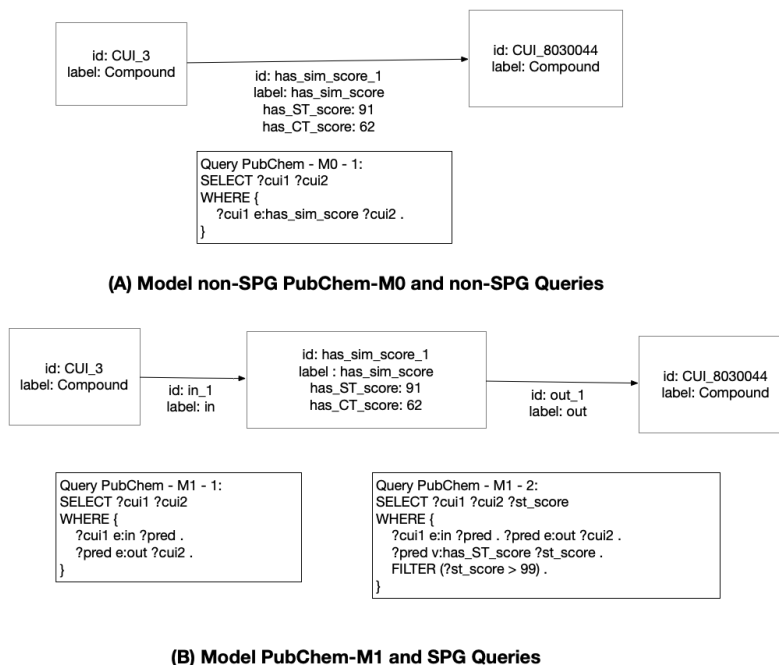 id: CUI_3
label: Compound
id: CUI_8030044
label: Compound
id: has_sim_score_1
label: has_sim_score
has_ST_score: 91
has_CT_score: 62
Query PubChem - M0 - 1:
SELECT ?cui1 ?cui2
WHERE {
?cui1 e:has_sim_score ?cui2 .
}
(A) Model non-SPG PubChem-M0 and non-SPG Queries
id: CUI_3
label: Compound
id: in_1
label: in
id: has_sim_score_1
label : has_sim_score
has_ST_score: 91
has_CT_score: 62
id: out_1
label: out
id: CUI_8030044
label: Compound
Query PubChem - M1 - 1:
SELECT ?cui1 ?cui2
WHERE {
?cui1 e:in ?pred .
?pred e:out ?cui2 .
}
Query PubChem - M1 - 2:
SELECT ?cui1 ?cui2 ?st_score
WHERE {
?cui1 e:in ?pred . ?pred e:out ?cui2 .
?pred v:has_ST_score ?st_score .
FILTER (?st_score > 99) .
}
(B) Model PubChem-M1 and SPG Queries